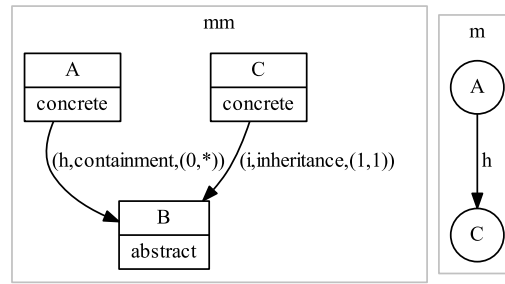 mm
A
concrete
C
concrete
(h,containment,(0,*))
(i,inheritance,(1,1))
B
abstract
m
A
h
C